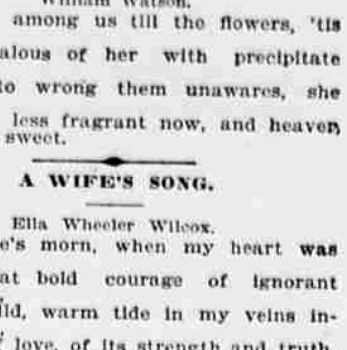 William Watson.
among us till the flowers, 'tis
alous of her with precipitate
to wrong them unawares, she
less fragrant now, and heaven
sweet.
A WIFE'S SONG.
Ella Wheeler Wilcox.
e's morn, when my heart was
at bold courage of ignorant
ild, warm tide in my veins in-
love, of its strength and truth